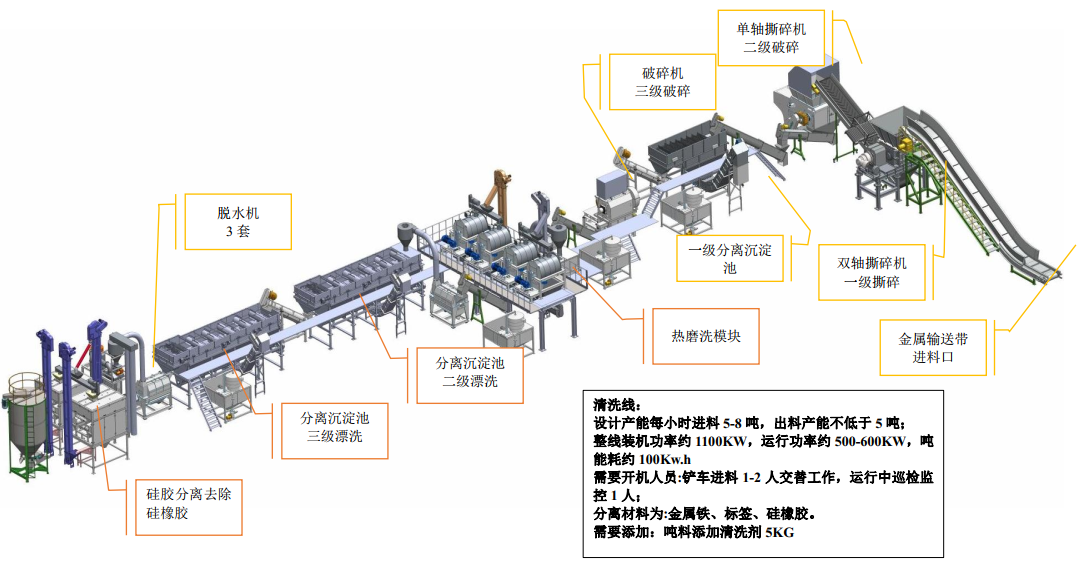 单轴撕碎机
二级破碎
破碎机
三级破碎
脱水机
3 套
一级分离沉淀
池
双轴撕碎机
一级撕碎
金属输送带
进料口
热磨洗模块
分离沉淀池
二级漂洗
分离沉淀池
三级漂洗
硅胶分离去除
硅橡胶
清洗线：
设计产能每小时进料 5-8 吨，出料产能不低于 5 吨；
整线装机功率约 1100KW，运行功率约 500-600KW，吨
能耗约 100Kw.h
需要开机人员:铲车进料 1-2 人交替工作，运行中巡检监
控 1 人；
分离材料为:金属铁、标签、硅橡胶。
需要添加：吨料添加清洗剂 5KG